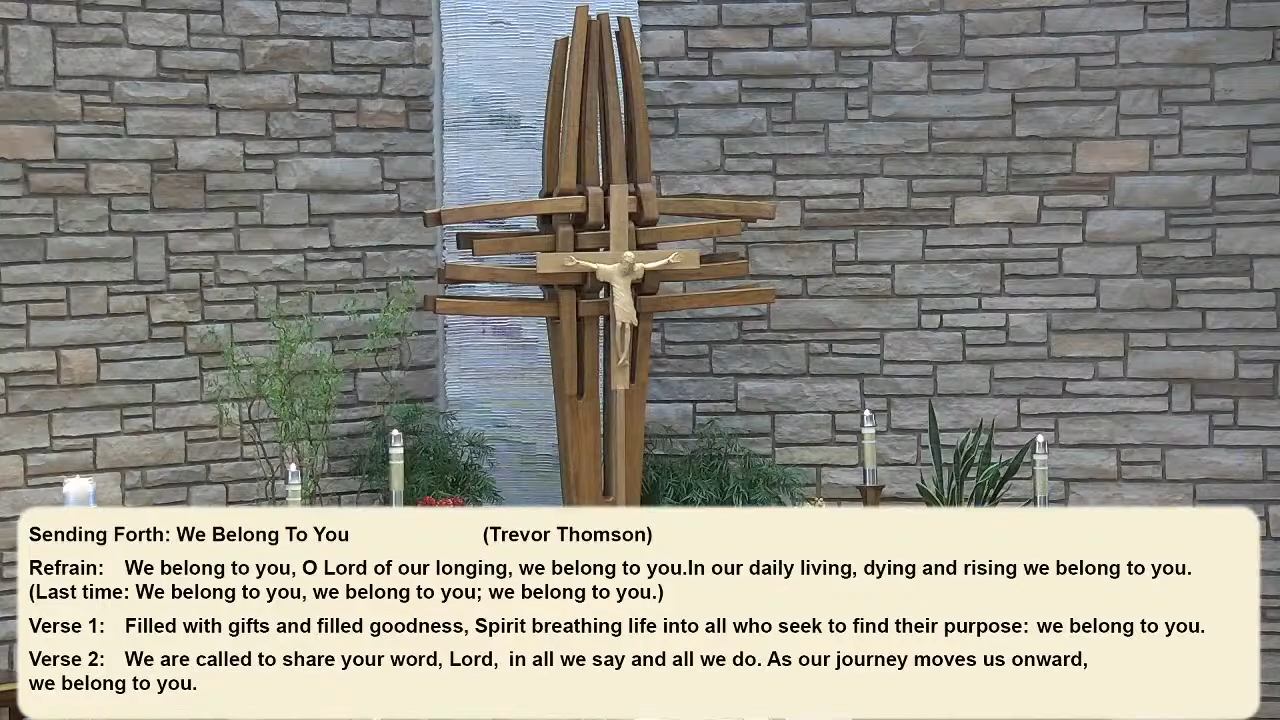 Sending Forth: We Belong To You (Trevor Thomson)
Refrain: We belong to you, O Lord of our longing, we belong to you.In our daily living, dying and rising we belong to you.
(Last time: We belong to you, we belong to you; we belong to you.)
Verse 1: Filled with gifts and filled goodness, Spirit breathing life into all who seek to find their purpose: we belong to you.
Verse 2: We are called to share your word, Lord, in all we say and all we do. As our journey moves us onward,
we belong to you.